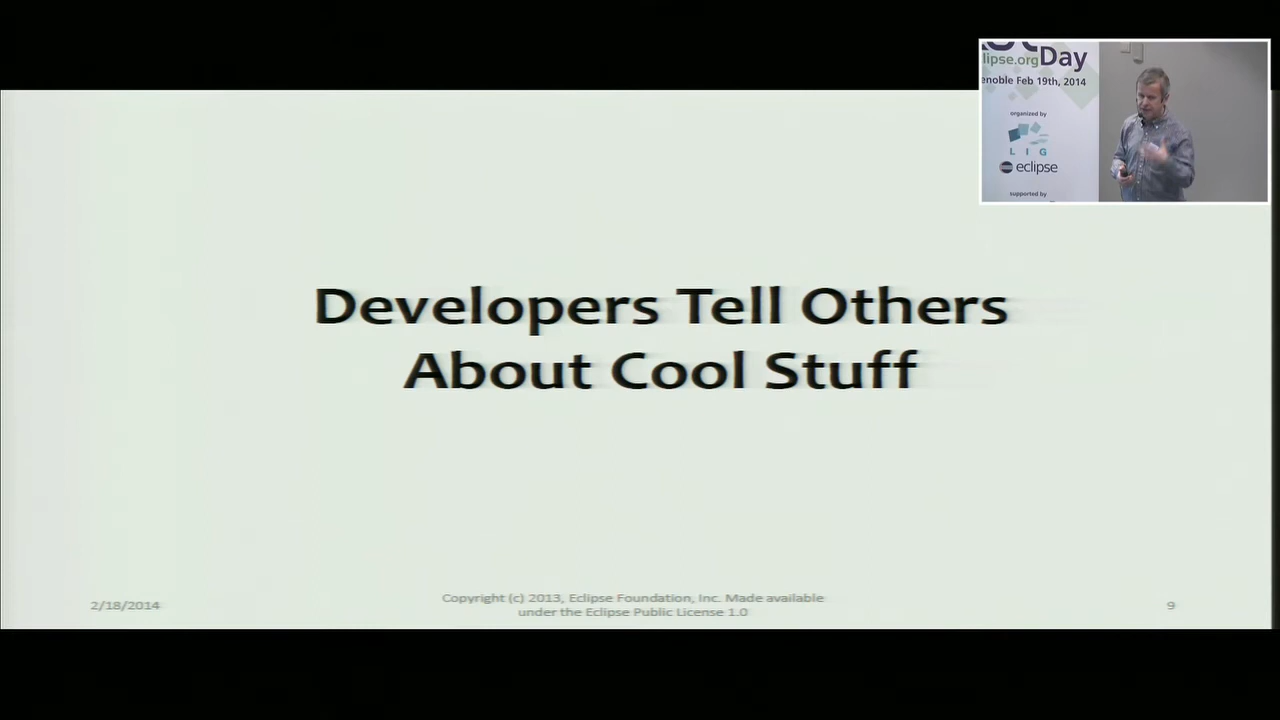 Day
lipse.org
enoble Feb 19th, 2014
organized by
LIG
eclipse
supported by
Developers Tell Others
About Cool Stuff
2/18/2014
Copyright (c) 2013, Eclipse Foundation, Inc. Made available
under the Eclipse Public License 1.0
9